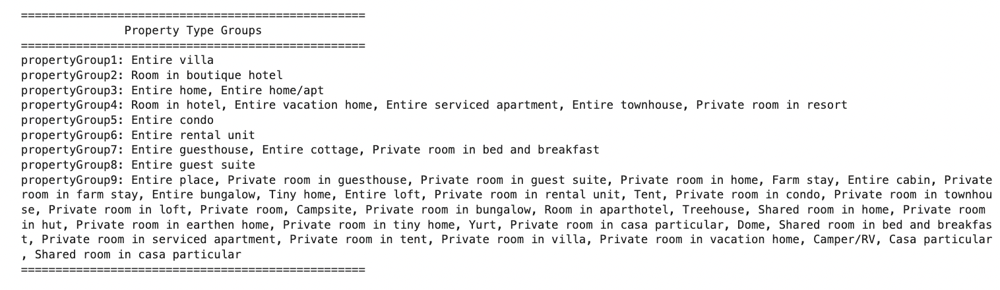 ==================================================
Property Type Groups
==================================================
propertyGroup1: Entire villa
propertyGroup2: Room in boutique hotel
propertyGroup3: Entire home, Entire home/apt
propertyGroup4: Room in hotel, Entire vacation home, Entire serviced apartment, Entire townhouse, Private room in resort
propertyGroup5: Entire condo
propertyGroup6: Entire rental unit
propertyGroup7: Entire guesthouse, Entire cottage, Private room in bed and breakfast
propertyGroup8: Entire guest suite
propertyGroup9: Entire place, Private room in guesthouse, Private room in guest suite, Private room in home, Farm stay, Entire cabin, Private
room in farm stay, Entire bungalow, Tiny home, Entire loft, Private room in rental unit, Tent, Private room in condo, Private room in townhou
se, Private room in loft, Private room, Campsite, Private room in bungalow, Room in aparthotel, Treehouse, Shared room in home, Private room
in hut, Private room in earthen home, Private room in tiny home, Yurt, Private room in casa particular, Dome, Shared room in bed and breakfas
t, Private room in serviced apartment, Private room in tent, Private room in villa, Private room in vacation home, Camper/RV, Casa particular
, Shared room in casa particular
==================================================